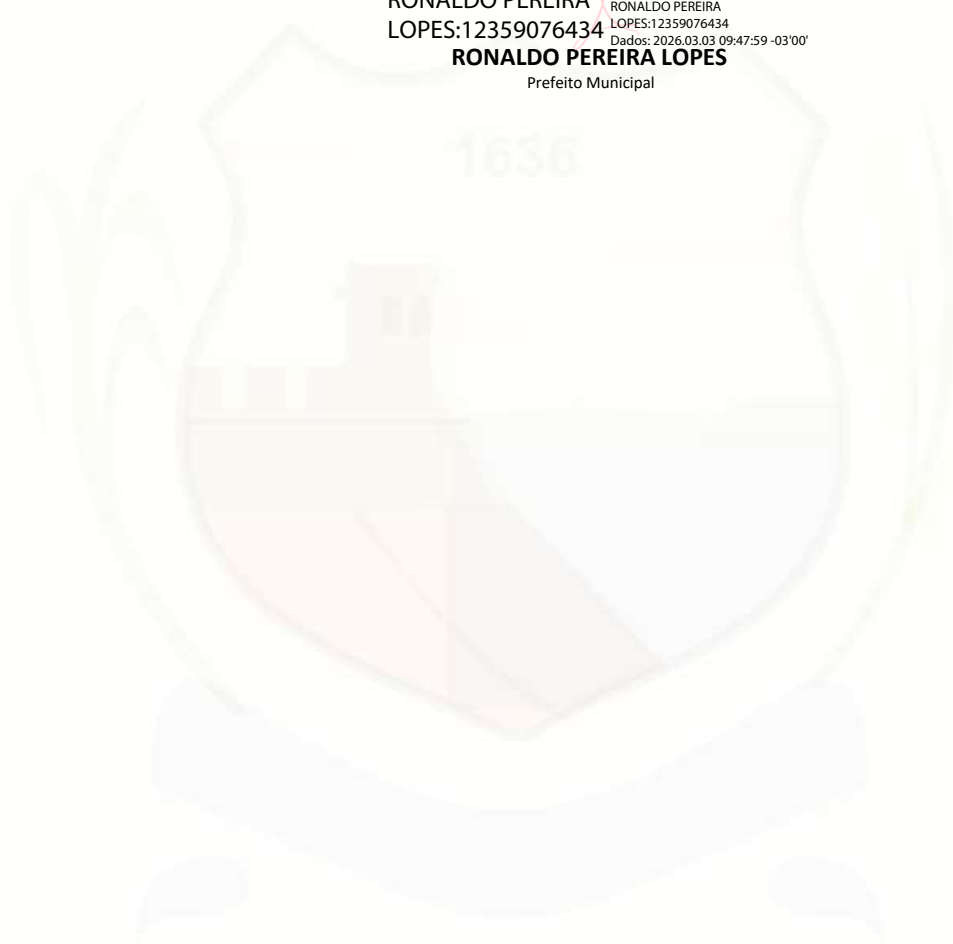 RONALDO PEREIRA
LOPES:12359076434
RONALDO PEREIRA
LOPES:12359076434
Dados: 2026.03.03 09:47:59 -03'00'
RONALDO PEREIRA LOPES
Prefeito Municipal
1636